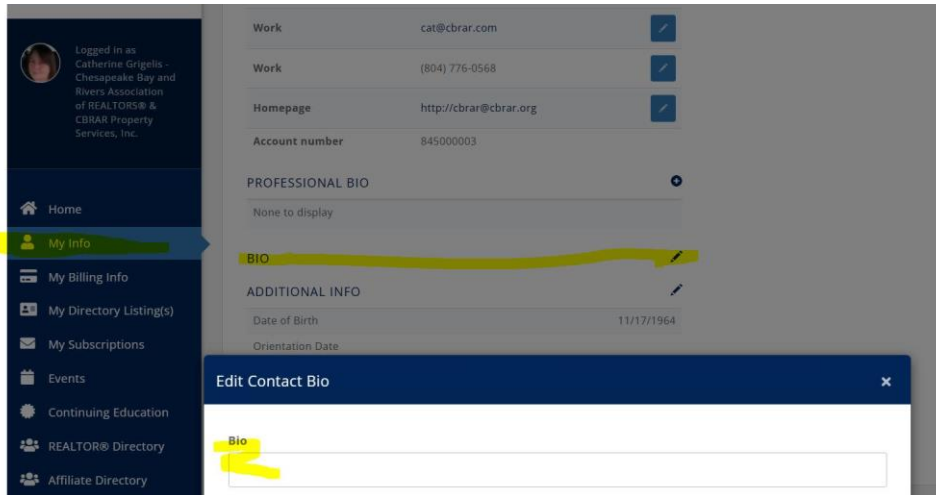 Logged in as
Catherine Grigelis -
Chesapeake Bay and
Rivers Association
of REALTORS® &
CBRAR Property
Services, Inc.
Home
My Info
My Billing Info
My Directory Listing(s)
My Subscriptions
Events
Continuing Education
REALTOR® Directory
Affiliate Directory
Work cat@cbrar.com
Work (804) 776-0568
Homepage http://cbrar@cbrar.org
Account number 845000003
PROFESSIONAL BIO
None to display
BIO
ADDITIONAL INFO
Date of Birth 11/17/1964
Orientation Date
Edit Contact Bio ×
Bio